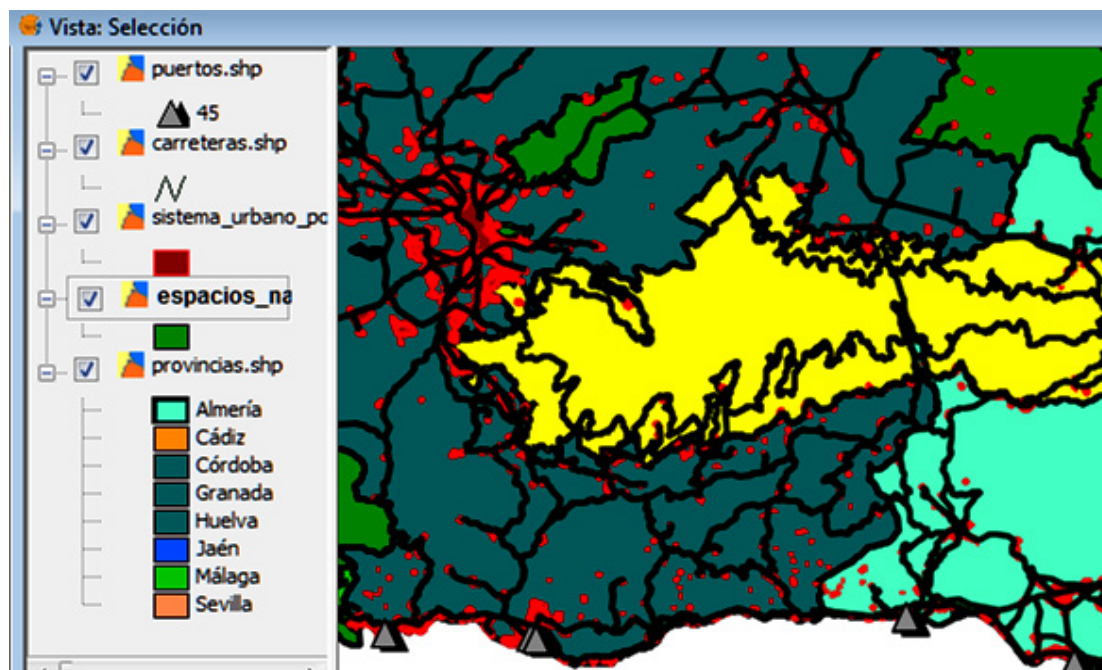 Vista: Selección
puertos.shp
45
carreteras.shp
sistema_urbano_po
espacios_na
provincias.shp
Almería
Cádiz
Córdoba
Granada
Huelva
Jaén
Málaga
Sevilla